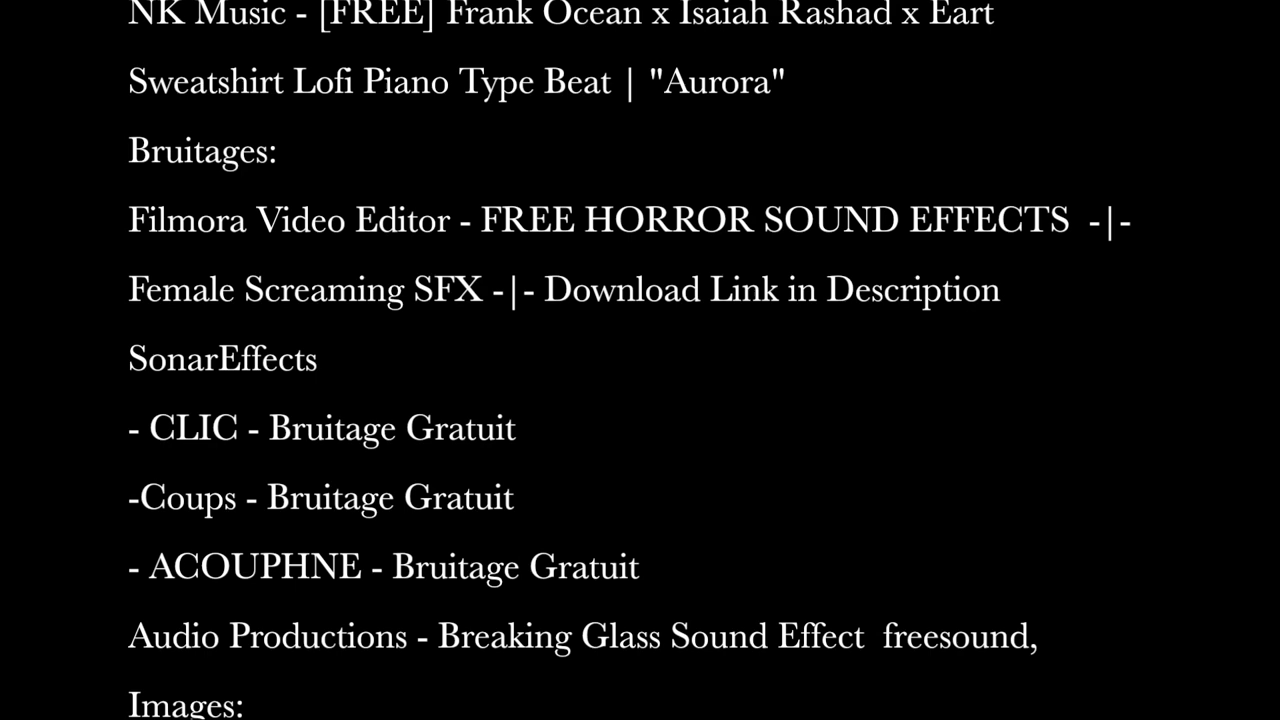 NK Music - [FREE] Frank Ocean x Isaiah Rashad x Eart
Sweatshirt Lofi Piano Type Beat | "Aurora"
Bruitages:
Filmora Video Editor - FREE HORROR SOUND EFFECTS  -|-
Female Screaming SFX -|- Download Link in Description
SonarEffects
- CLIC - Bruitage Gratuit
-Coups - Bruitage Gratuit
- ACOUPHNE - Bruitage Gratuit
Audio Productions - Breaking Glass Sound Effect  freesound,
Images: